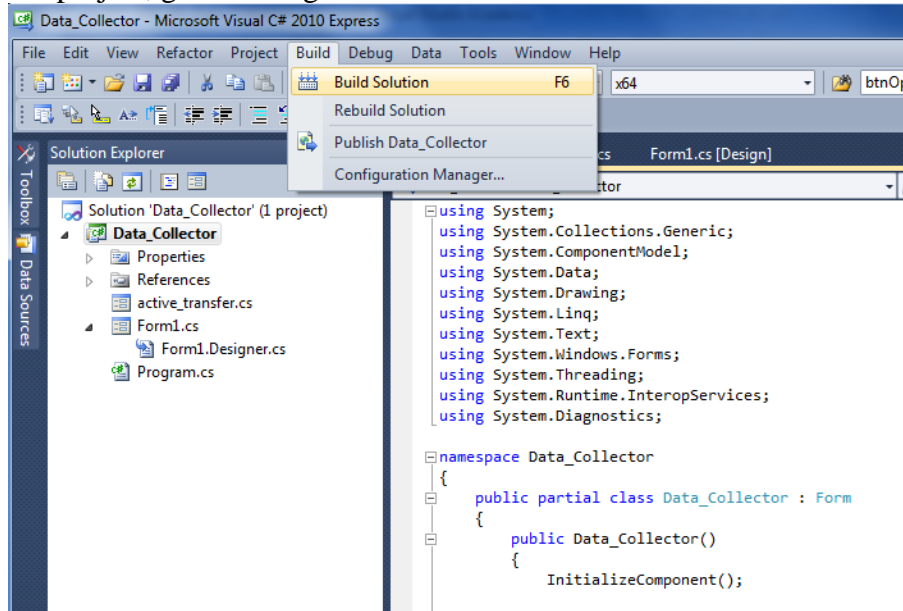 Data_Collector - Microsoft Visual C# 2010 Express
File Edit View Refactor Project Build Debug Data Tools Window Help
Build Solution F6
x64
Rebuild Solution
Publish Data_Collector
Configuration Manager...
Solution Explorer
cs Form1.cs [Design]
Toolbox
Data Sources
Solution 'Data_Collector' (1 project)
Data_Collector
Properties
References
active_transfer.cs
Form1.cs
Form1.Designer.cs
Program.cs
using System;
using System.Collections.Generic;
using System.ComponentModel;
using System.Data;
using System.Drawing;
using System.Linq;
using System.Text;
using System.Windows.Forms;
using System.Threading;
using System.Runtime.InteropServices;
using System.Diagnostics;
namespace Data_Collector
{
public partial class Data_Collector : Form
{
public Data_Collector()
{
InitializeComponent();